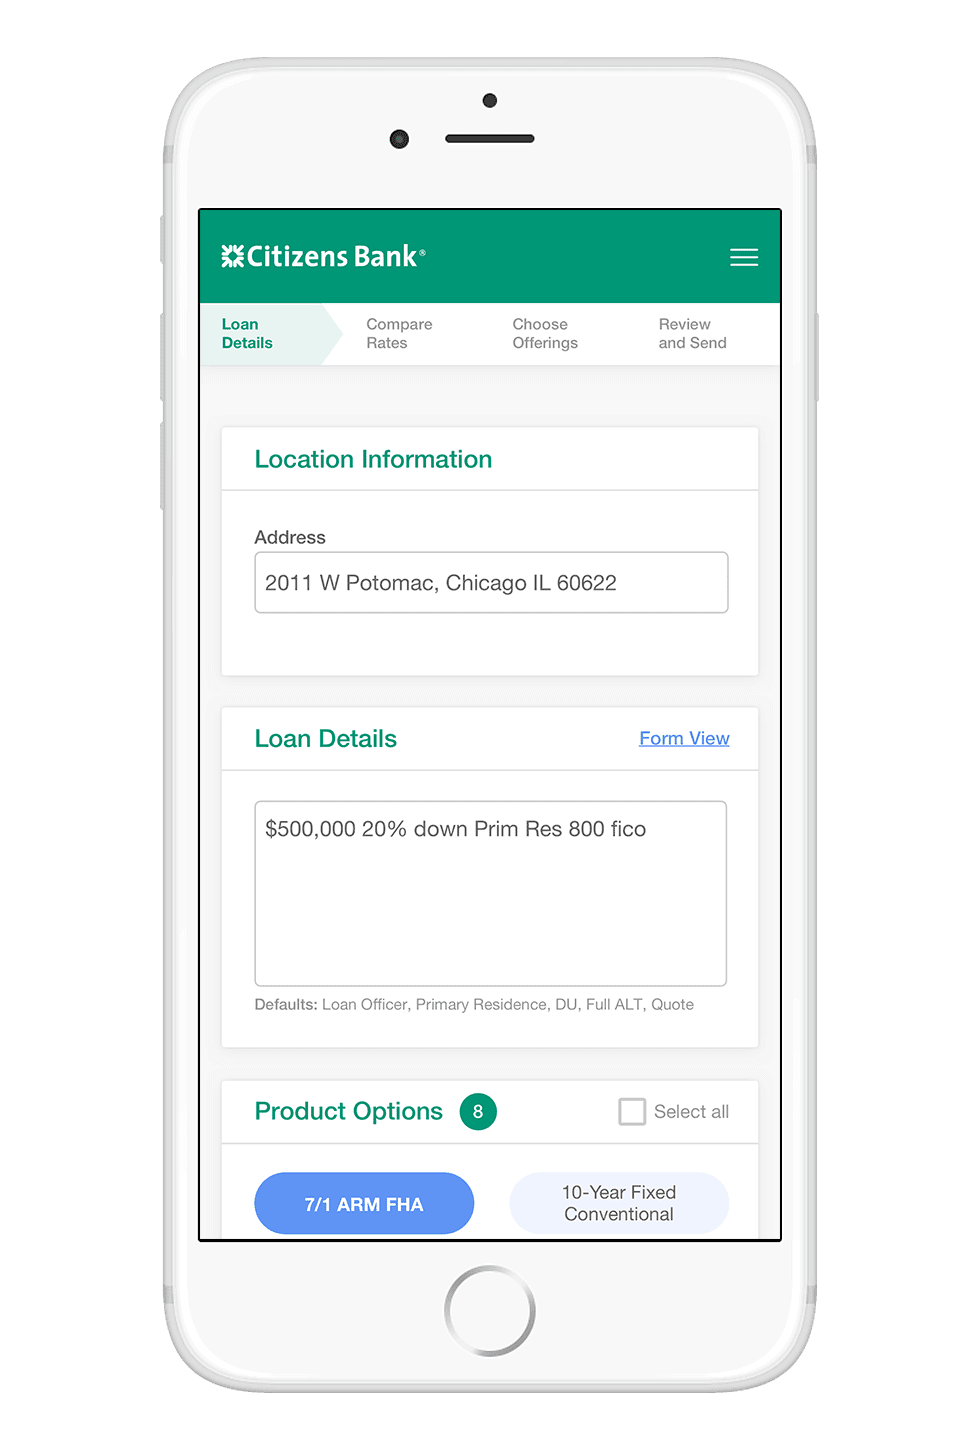 Citizens Bank®
Loan
Details
Compare
Rates
Choose
Offerings
Review
and Send
Location Information
Address
2011 W Potomac, Chicago IL 60622
Loan Details
Form View
$500,000 20% down Prim Res 800 fico
Defaults: Loan Officer, Primary Residence, DU, Full ALT, Quote
Product Options 8
Select all
7/1 ARM FHA
10-Year Fixed
Conventional